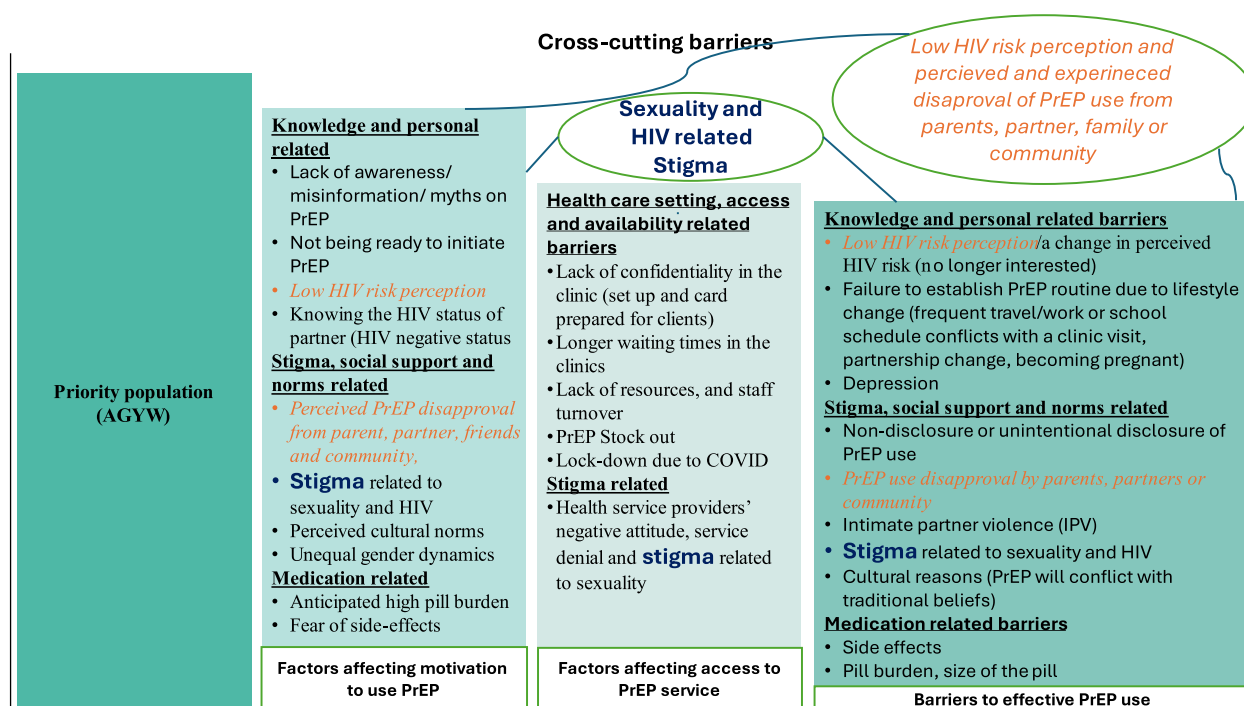 Cross-cutting barriers
Low HIV risk perception and
percieved and experineced
disaproval of PrEP use from
parents, partner, family or
community
Sexuality and
HIV related
Stigma
Priority population
(AGYW)
Knowledge and personal
related
• Lack of awareness/
misinformation/ myths on
PrEP
• Not being ready to initiate
PrEP
• Low HIV risk perception
• Knowing the HIV status of
partner (HIV negative status
Stigma, social support and
norms related
• Perceived PrEP disapproval
from parent, partner, friends
and community,
• Stigma related to
sexuality and HIV
• Perceived cultural norms
• Unequal gender dynamics
Medication related
• Anticipated high pill burden
• Fear of side-effects
Factors affecting motivation
to use PrEP
Health care setting, access
and availability related
barriers
• Lack of confidentiality in the
clinic (set up and card
prepared for clients)
• Longer waiting times in the
clinics
• Lack of resources, and staff
turnover
• PrEP Stock out
• Lock-down due to COVID
Stigma related
• Health service providers’
negative attitude, service
denial and stigma related
to sexuality
Factors affecting access to
PrEP service
Knowledge and personal related barriers
• Low HIV risk perception/a change in perceived
HIV risk (no longer interested)
• Failure to establish PrEP routine due to lifestyle
change (frequent travel/work or school
schedule conflicts with a clinic visit,
partnership change, becoming pregnant)
• Depression
Stigma, social support and norms related
• Non-disclosure or unintentional disclosure of
PrEP use
• PrEP use disapproval by parents, partners or
community
• Intimate partner violence (IPV)
• Stigma related to sexuality and HIV
• Cultural reasons (PrEP will conflict with
traditional beliefs)
Medication related barriers
• Side effects
• Pill burden, size of the pill
Barriers to effective PrEP use